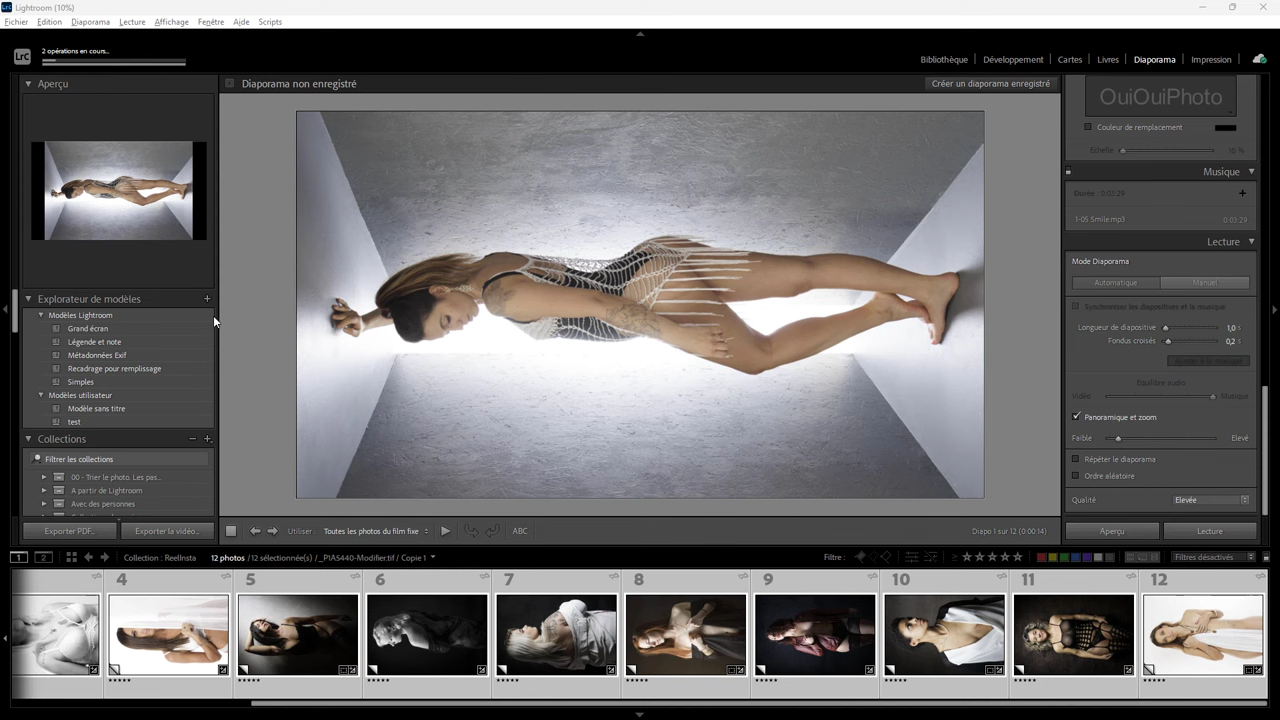 Lightroom (10%)
Fichier Edition Diaporama Lecture Affichage Fenêtre Aide Scripts
LrC
2 opérations en cours...
Bibliothèque | Développement | Cartes | Livres | Diaporama | Impression |
Aperçu
Diaporama non enregistré
Créer un diaporama enregistré
OuiOuiPhoto
Couleur de remplacement
Echelle 10 %
Musique
Durée : 0:03:29
1-05 Smile.mp3 0:03:29
Lecture
Mode Diaporama
Automatique Manuel
Synchroniser les diapositives et la musique
Longueur de diapositive 1,0 s
Fondus croisés 0,2 s
Ajuster à la musique
Equilibre audio
Vidéo Musique
Panoramique et zoom
Faible Elevé
Répéter le diaporama
Ordre aléatoire
Qualité Elevée
Aperçu Lecture
Explorateur de modèles
Modèles Lightroom
Grand écran
Légende et note
Métadonnées Exif
Recadrage pour remplissage
Simples
Modèles utilisateur
Modèle sans titre
test
Collections
Filtrer les collections
00 - Trier le photo. Les pas...
A partir de Lightroom
Avec des personnes
Exporter PDF... Exporter la vidéo...
Utiliser : Toutes les photos du film fixe
ABC
Diapo 1 sur 12 (0:00:14)
1 2 Collection : ReelInsta 12 photos /12 sélectionnée(s) /_PIA5440-Modifier.tif / Copie 1
Filtre : Filtres désactivés
4 5 6 7 8 9 10 11 12